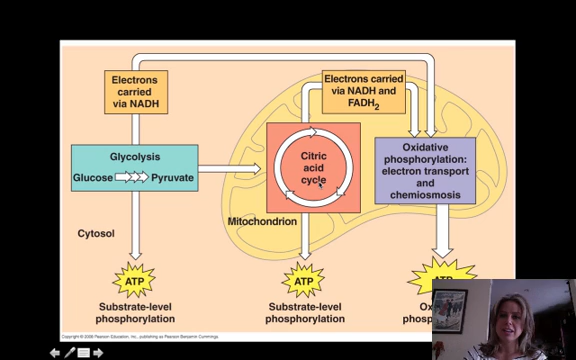 Electrons
carried
via NADH
Electrons carried
via NADH and
FADH2
Glycolysis
Glucose
Pyruvate
Citric
acid
cycle
Oxidative
phosphorylation:
electron transport
and
chemiosmosis
Mitochondrion
Cytosol
ATP
ATP
ATP
Substrate-level
phosphorylation
Substrate-level
phosphorylation
Copyright © 2008 Pearson Education, Inc., publishing as Pearson Benjamin Cummings.